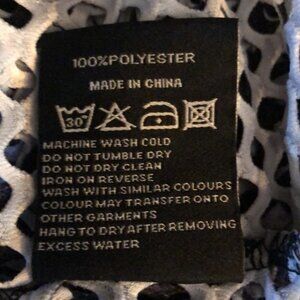 100%POLYESTER
MADE IN CHINA
30°
MACHINE WASH COLD
DO NOT TUMBLE DRY
DO NOT DRY CLEAN
IRON ON REVERSE
WASH WITH SIMILAR COLOURS
COLOUR MAY TRANSFER ONTO
OTHER GARMENTS
HANG TO DRY AFTER REMOVING
EXCESS WATER